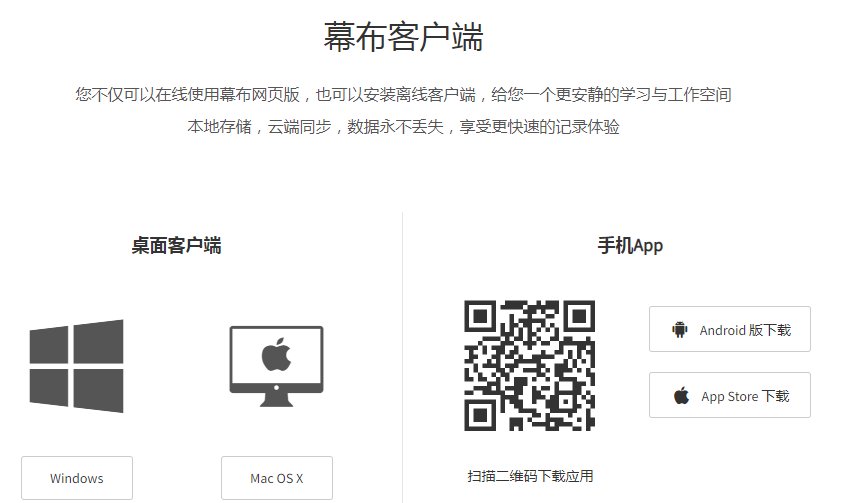 幕布客户端
您不仅可以在线使用幕布网页版，也可以安装离线客户端，给您一个更安静的学习与工作空间
本地存储，云端同步，数据永不丢失，享受更快速的记录体验
桌面客户端
Windows
Mac OS X
手机App
Android 版下载
App Store 下载
扫描二维码下载应用